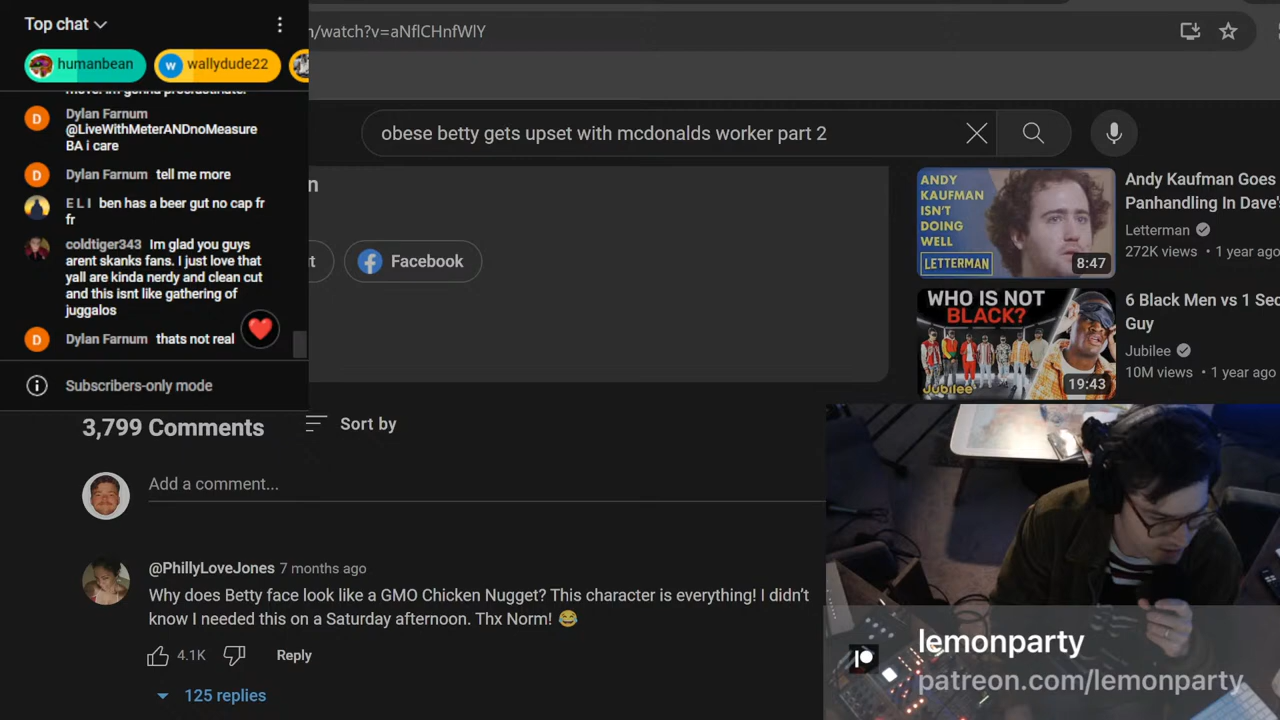 Top chat
humanbean
wallydude22
Dylan Farnum
@LiveWithMeterANDnoMeasure
BA i care
Dylan Farnum tell me more
E L I ben has a beer gut no cap fr
fr
coldtiger343 Im glad you guys
arent skanks fans. I just love that
yall are kinda nerdy and clean cut
and this isnt like gathering of
juggalos
Dylan Farnum thats not real
Subscribers-only mode
/watch?v=aNflCHnfWlY
obese betty gets upset with mcdonalds worker part 2
n
t
Facebook
ANDY
KAUFMAN
ISN'T
DOING
WELL
LETTERMAN
8:47
Andy Kaufman Goes
Panhandling In Dave's
Letterman
272K views • 1 year ago
WHO IS NOT
BLACK?
Jubilee
19:43
6 Black Men vs 1 Sec
Guy
Jubilee
10M views • 1 year ago
3,799 Comments
Sort by
Add a comment...
@PhillyLoveJones 7 months ago
Why does Betty face look like a GMO Chicken Nugget? This character is everything! I didn't
know I needed this on a Saturday afternoon. Thx Norm! 😂
4.1K
Reply
125 replies
lemonparty
patreon.com/lemonparty